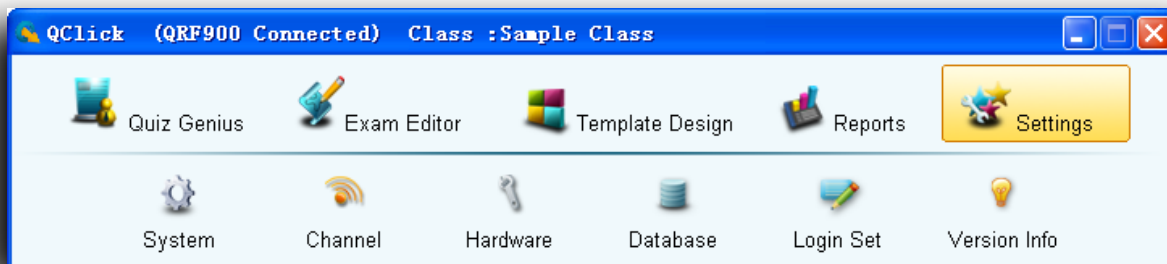 QClick (QRF900 Connected) Class :Sample Class
Quiz Genius Exam Editor Template Design Reports Settings
System Channel Hardware Database Login Set Version Info